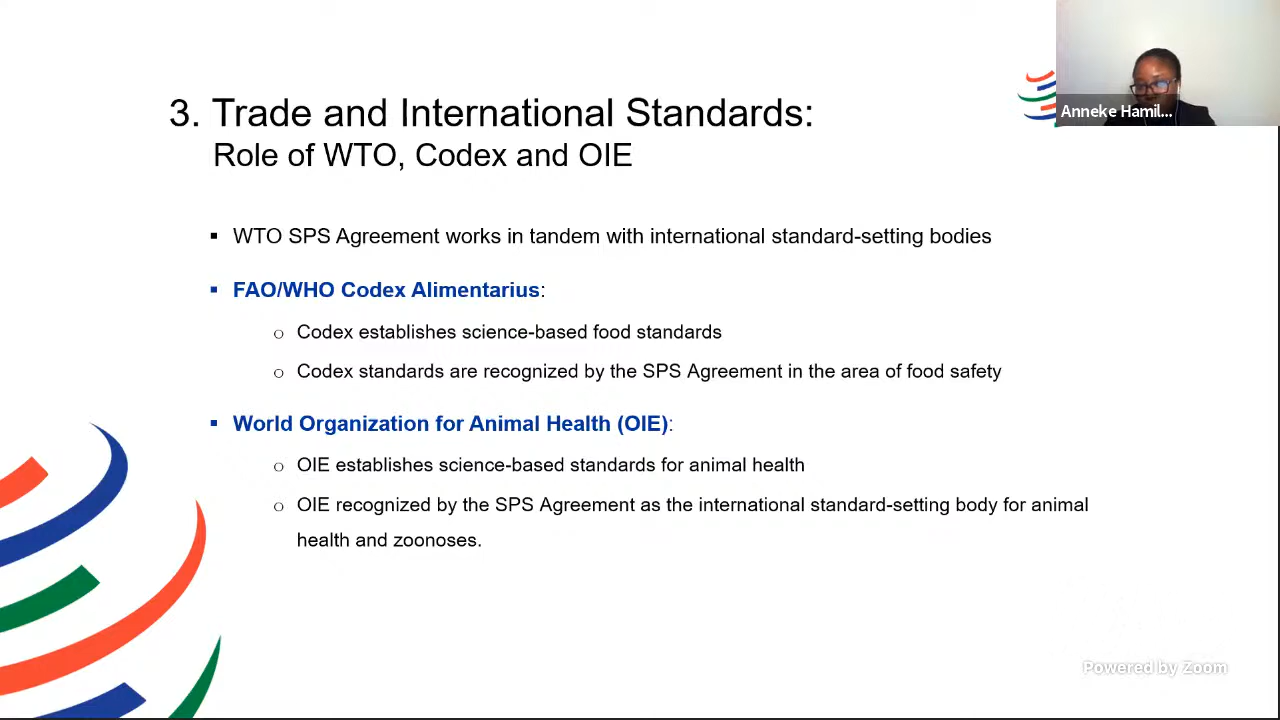 3. Trade and International Standards:
Role of WTO, Codex and OIE
Anneke Hamil...
▪ WTO SPS Agreement works in tandem with international standard-setting bodies
▪ FAO/WHO Codex Alimentarius:
o Codex establishes science-based food standards
o Codex standards are recognized by the SPS Agreement in the area of food safety
▪ World Organization for Animal Health (OIE):
o OIE establishes science-based standards for animal health
o OIE recognized by the SPS Agreement as the international standard-setting body for animal
health and zoonoses.
Powered by Zoom